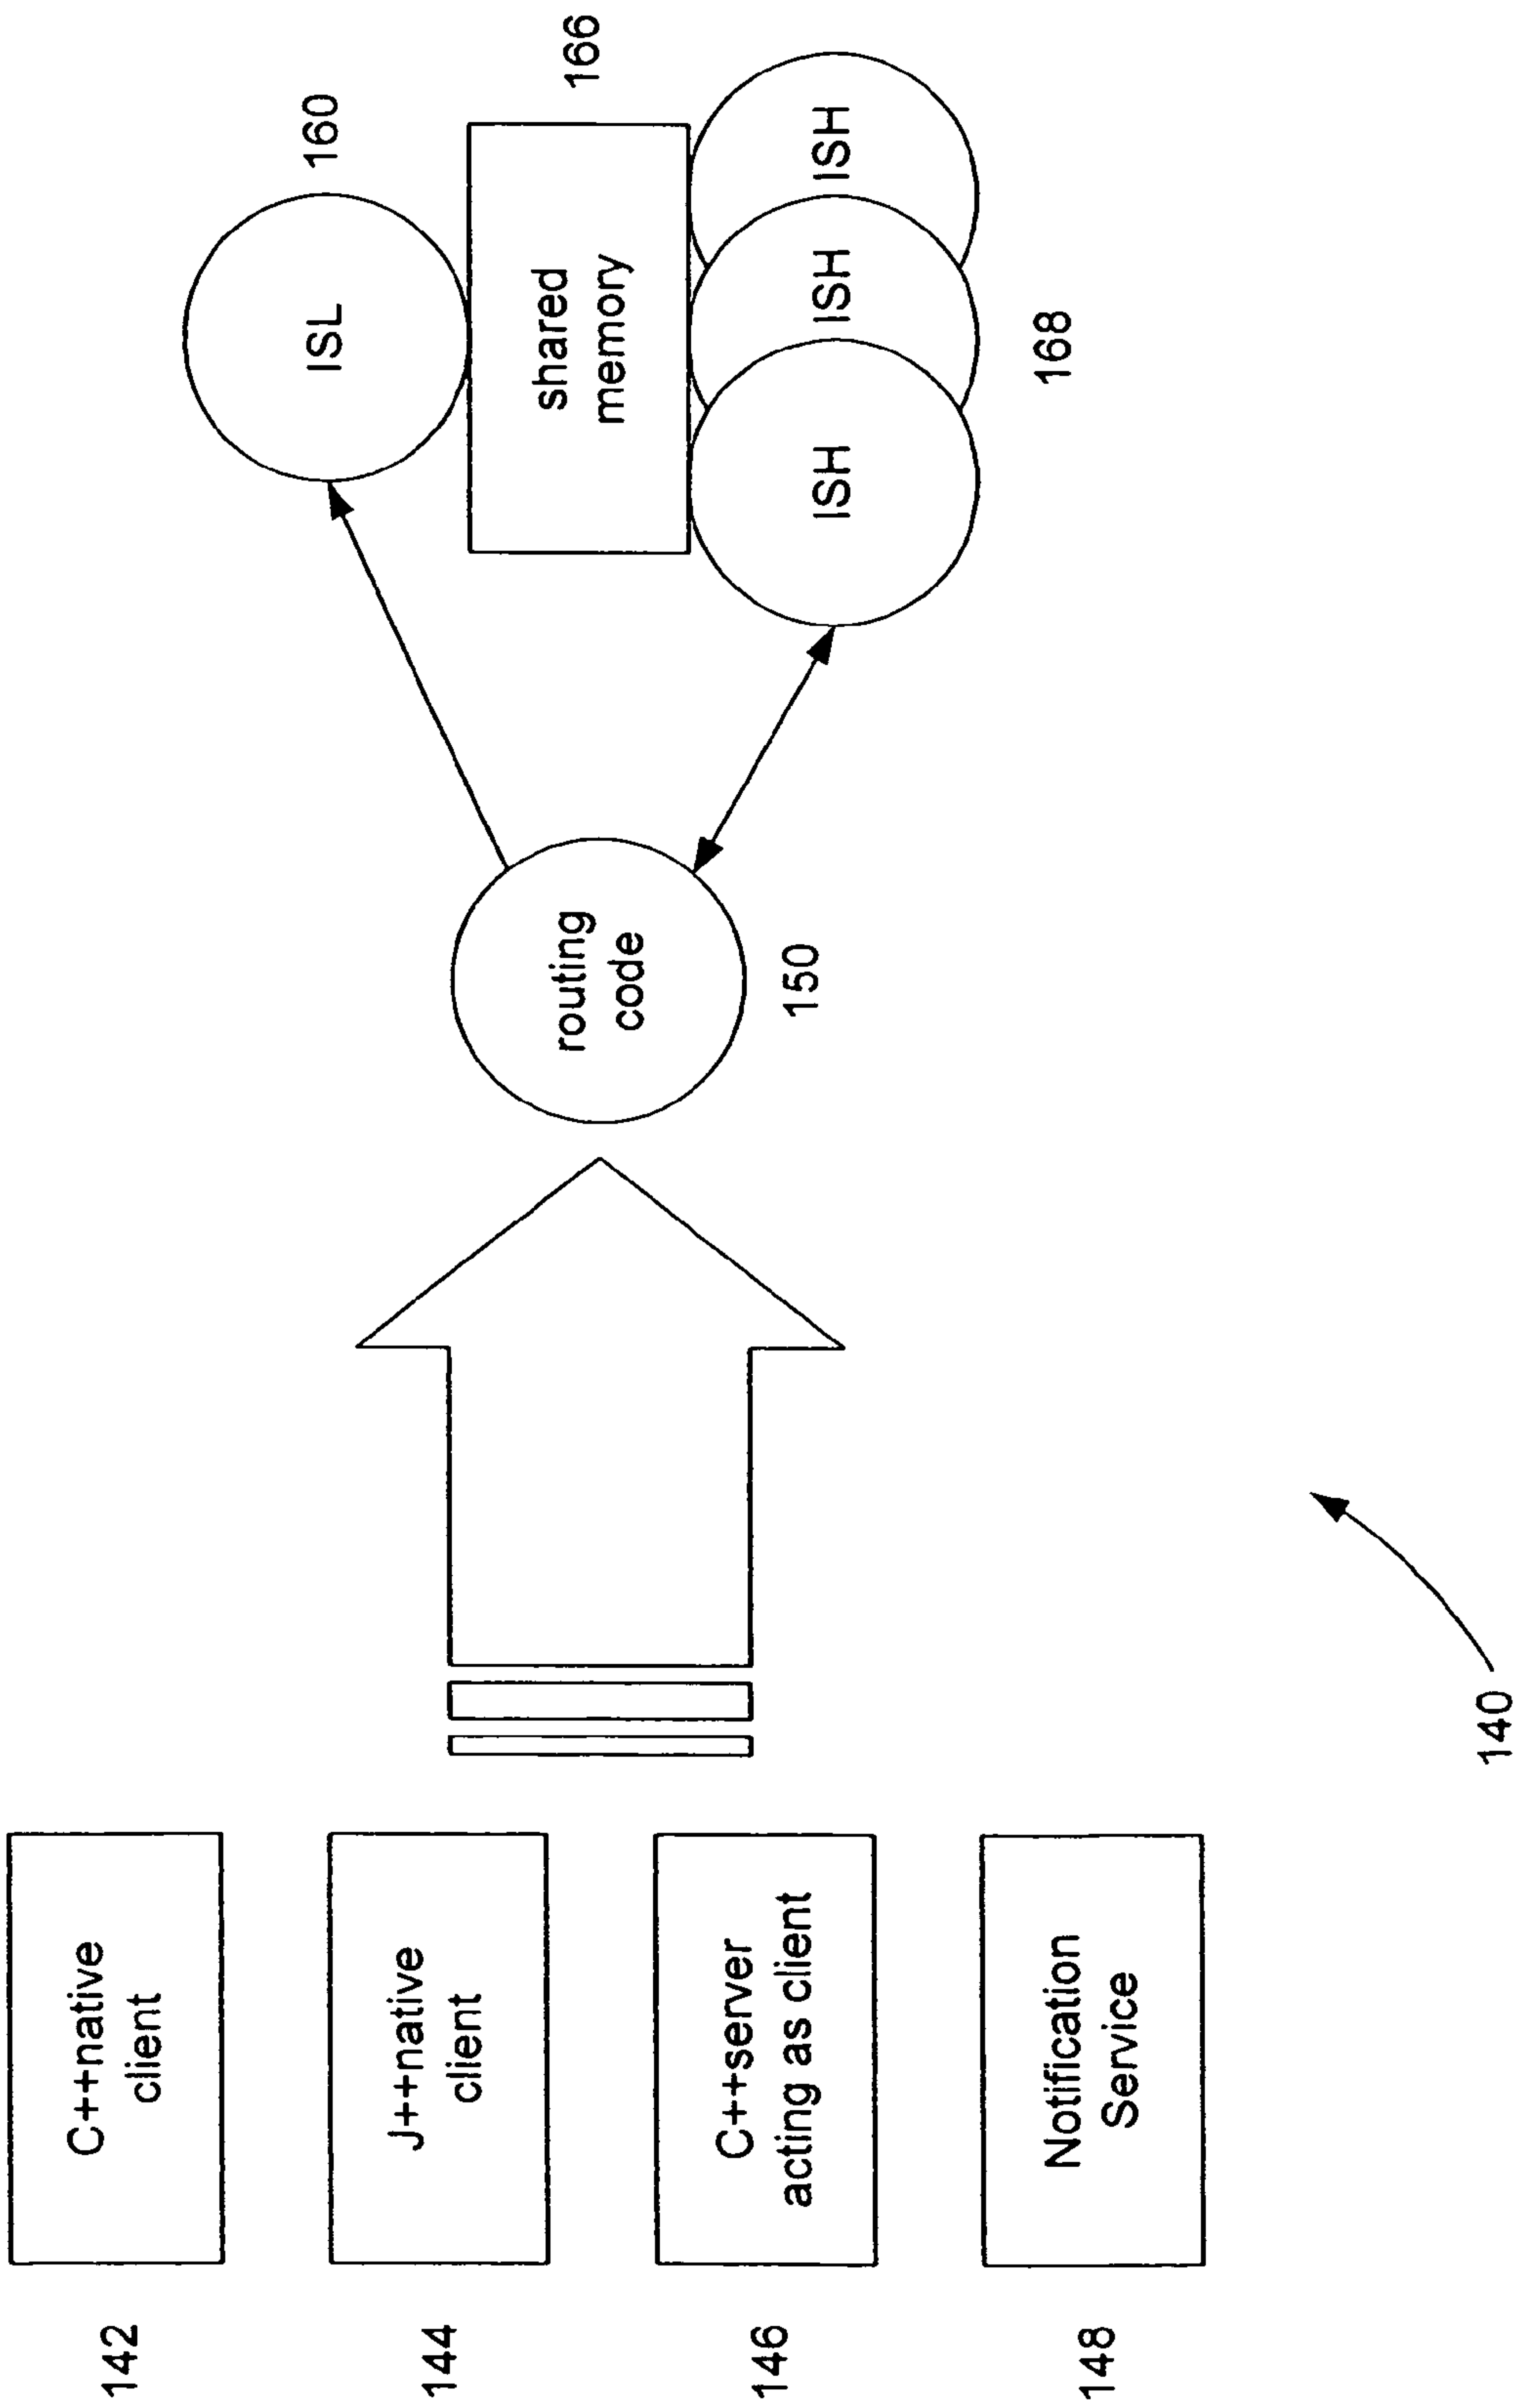 142
C++native
client
144
J++native
client
146
C++server
acting as client
148
Notification
Service
140
routing
code
150
ISL
160
shared
memory
166
ISH
ISH
ISH
168